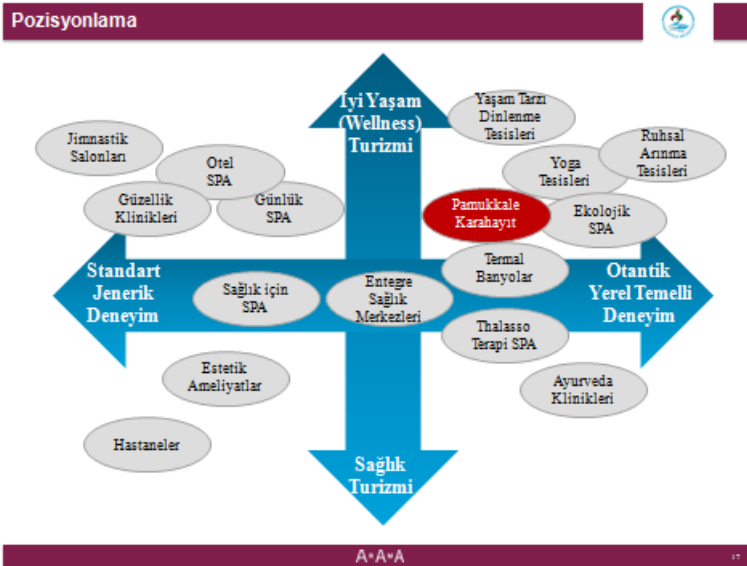 Pozisyonlama
İyi Yaşam
(Wellness)
Turizmi
Yaşam Tarzı
Dinlenme
Tesisleri
Jimnastik
Salonları
Ruhsal
Arınma
Tesisleri
Otel
SPA
Yoga
Tesisleri
Güzellik
Klinikleri
Günlük
SPA
Pamukkale
Karahayıt
Ekolojik
SPA
Standart
Jenerik
Deneyim
Termal
Banyolar
Otantik
Yerel Temelli
Deneyim
Sağlık için
SPA
Entegre
Sağlık
Merkezleri
Thalasso
Terapi SPA
Estetik
Ameliyatlar
Ayurveda
Klinikleri
Hastaneler
Sağlık
Turizmi
A*A*A
17